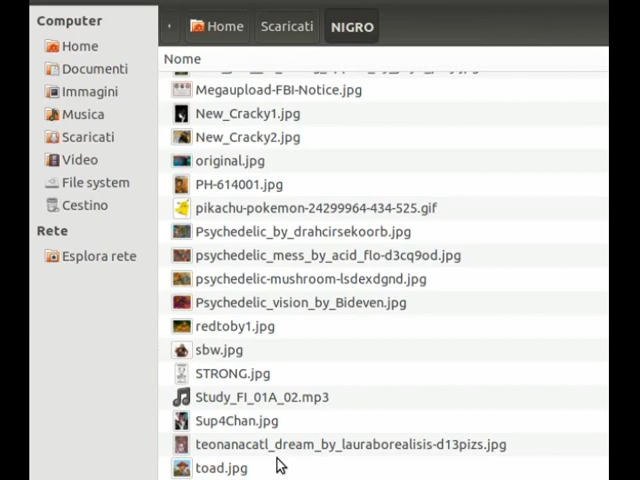 Computer
Home
Documenti
Immagini
Musica
Scaricati
Video
File system
Cestino
Rete
Esplora rete
Home Scaricati NIGRO
Nome
Megaupload-FBI-Notice.jpg
New_Cracky1.jpg
New_Cracky2.jpg
original.jpg
PH-614001.jpg
pikachu-pokemon-24299964-434-525.gif
Psychedelic_by_drahcirsekoorb.jpg
psychedelic_mess_by_acid_flo-d3cq9od.jpg
psychedelic-mushroom-lsdexdgnd.jpg
Psychedelic_vision_by_Bideven.jpg
redtoby1.jpg
sbw.jpg
STRONG.jpg
Study_FI_01A_02.mp3
Sup4Chan.jpg
teonanacatl_dream_by_lauraborealisis-d13pizs.jpg
toad.jpg